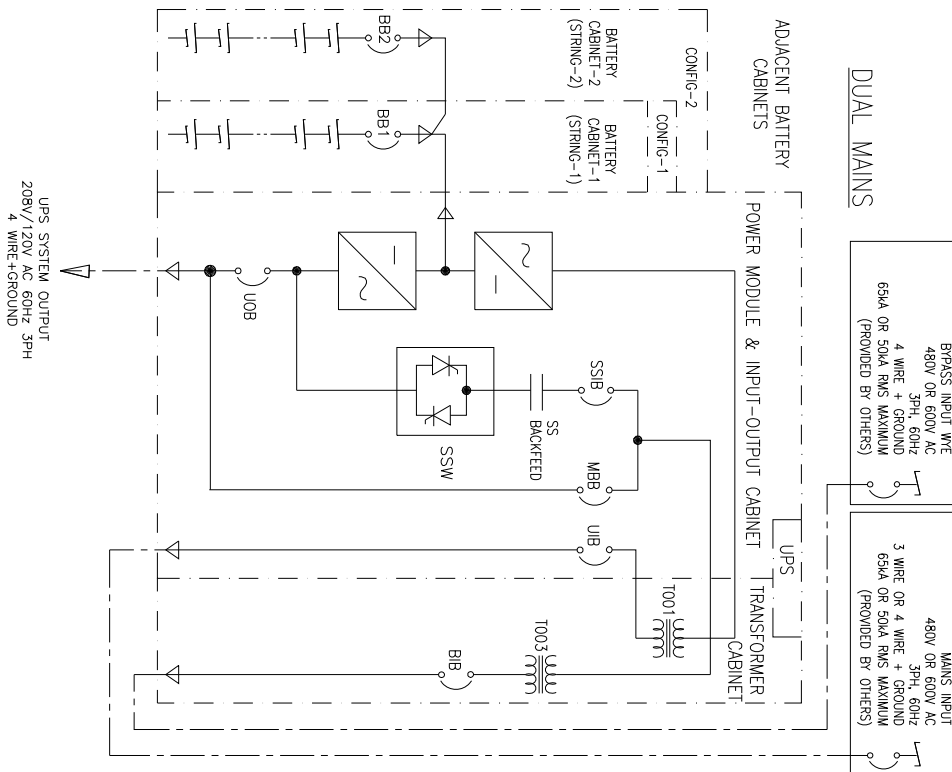 DUAL MAINS
BYPASS INPUT WYE
480V OR 600V AC
3PH, 60Hz
4 WIRE + GROUND
65kA OR 50kA RMS MAXIMUM
(PROVIDED BY OTHERS)
MAINS INPUT
480V OR 600V AC
3PH, 60Hz
3 WIRE OR 4 WIRE + GROUND
65kA OR 50kA RMS MAXIMUM
(PROVIDED BY OTHERS)
ADJACENT BATTERY
CABINETS
CONFIG-2
CONFIG-1
BATTERY
CABINET-2
(STRING-2)
BATTERY
CABINET-1
(STRING-1)
BB2
BB1
POWER MODULE & INPUT-OUTPUT CABINET
UPS
TRANSFORMER
CABINET
T001
T003
SSIB
MBB
UIB
BIB
SS
BACKFEED
SSW
UOB
UPS SYSTEM OUTPUT
208V/120V AC 60Hz 3PH
4 WIRE+GROUND